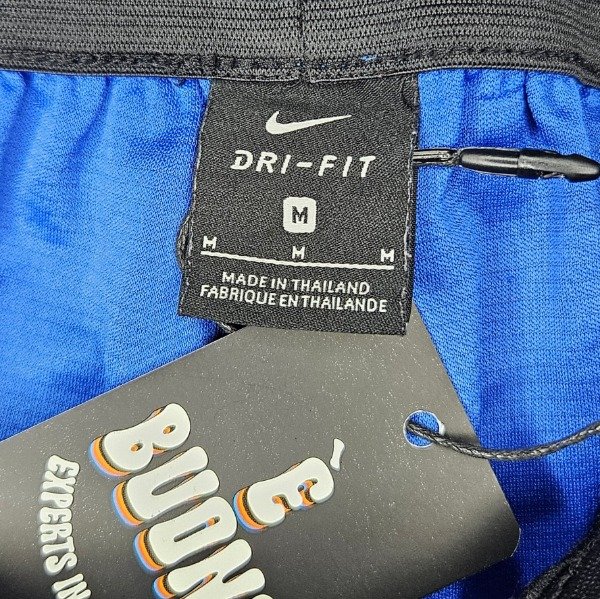 DRI-FIT
M
M M M
MADE IN THAILAND
FABRIQUE EN THAILANDE
È
BUONO
EXPERTS IN